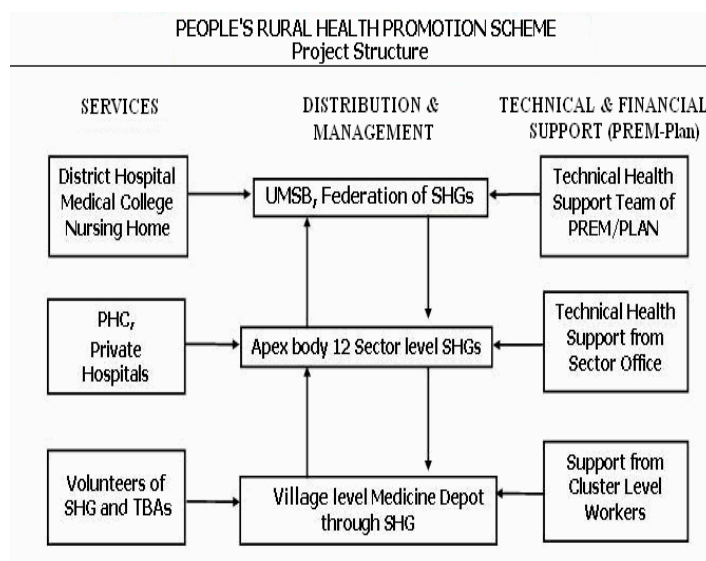 PEOPLE'S RURAL HEALTH PROMOTION SCHEME
Project Structure
SERVICES
DISTRIBUTION &
MANAGEMENT
TECHNICAL & FINANCIAL
SUPPORT (PREM-Plan)
District Hospital
Medical College
Nursing Home
UMSB, Federation of SHGs
Technical Health
Support Team of
PREM/PLAN
PHC,
Private
Hospitals
Apex body 12 Sector level SHGs
Technical Health
Support from
Sector Office
Volunteers of
SHG and TBAs
Village level Medicine Depot
through SHG
Support from
Cluster Level
Workers